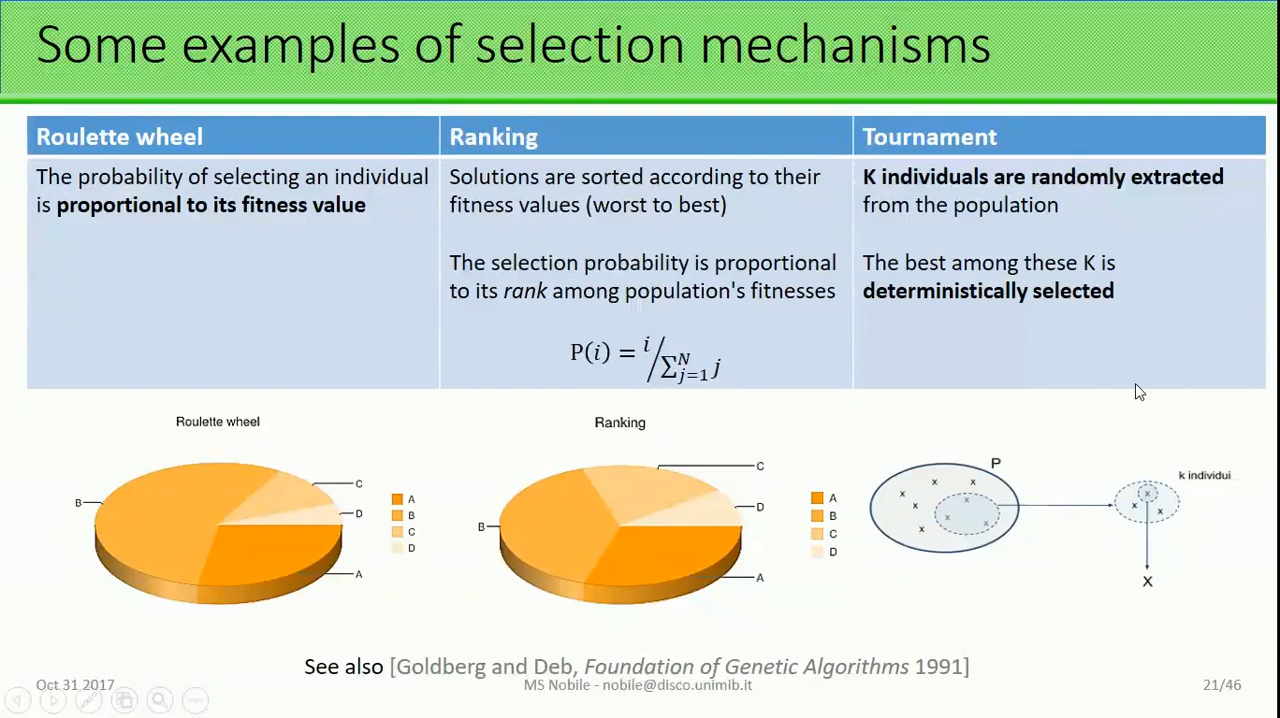 Some examples of selection mechanisms
Roulette wheel
The probability of selecting an individual
is proportional to its fitness value
Ranking
Solutions are sorted according to their
fitness values (worst to best)
The selection probability is proportional
to its rank among population's fitnesses
P(i) = i/∑_{j=1}^{N} j
Tournament
K individuals are randomly extracted
from the population
The best among these K is
deterministically selected
Roulette wheel
B
C
D
A
A
B
C
D
Ranking
B
C
D
A
A
B
C
D
P
x x x x x x x x x
k individui
x x x
X
See also [Goldberg and Deb, Foundation of Genetic Algorithms 1991]
Oct 31 2017
MS Nobile - nobile@disco.unimib.it
21/46